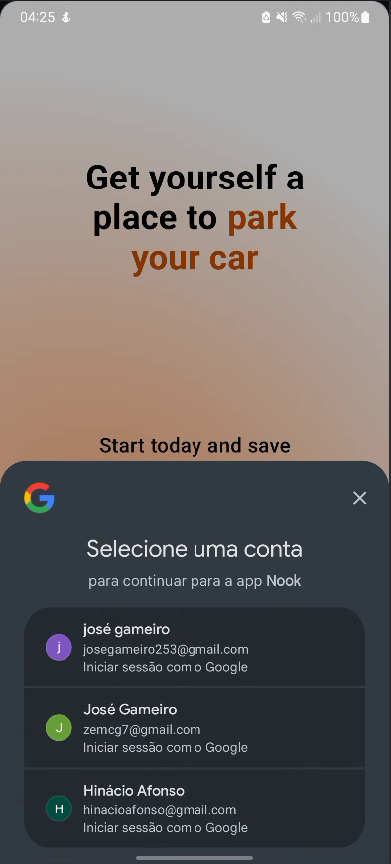 04:25
100%
Get yourself a
place to park
your car
Start today and save
Selecione uma conta
para continuar para a app Nook
j
josé gameiro
josegameiro253@gmail.com
Iniciar sessão com o Google
J
José Gameiro
zemcg7@gmail.com
Iniciar sessão com o Google
H
Hinácio Afonso
hinacioafonso@gmail.com
Iniciar sessão com o Google